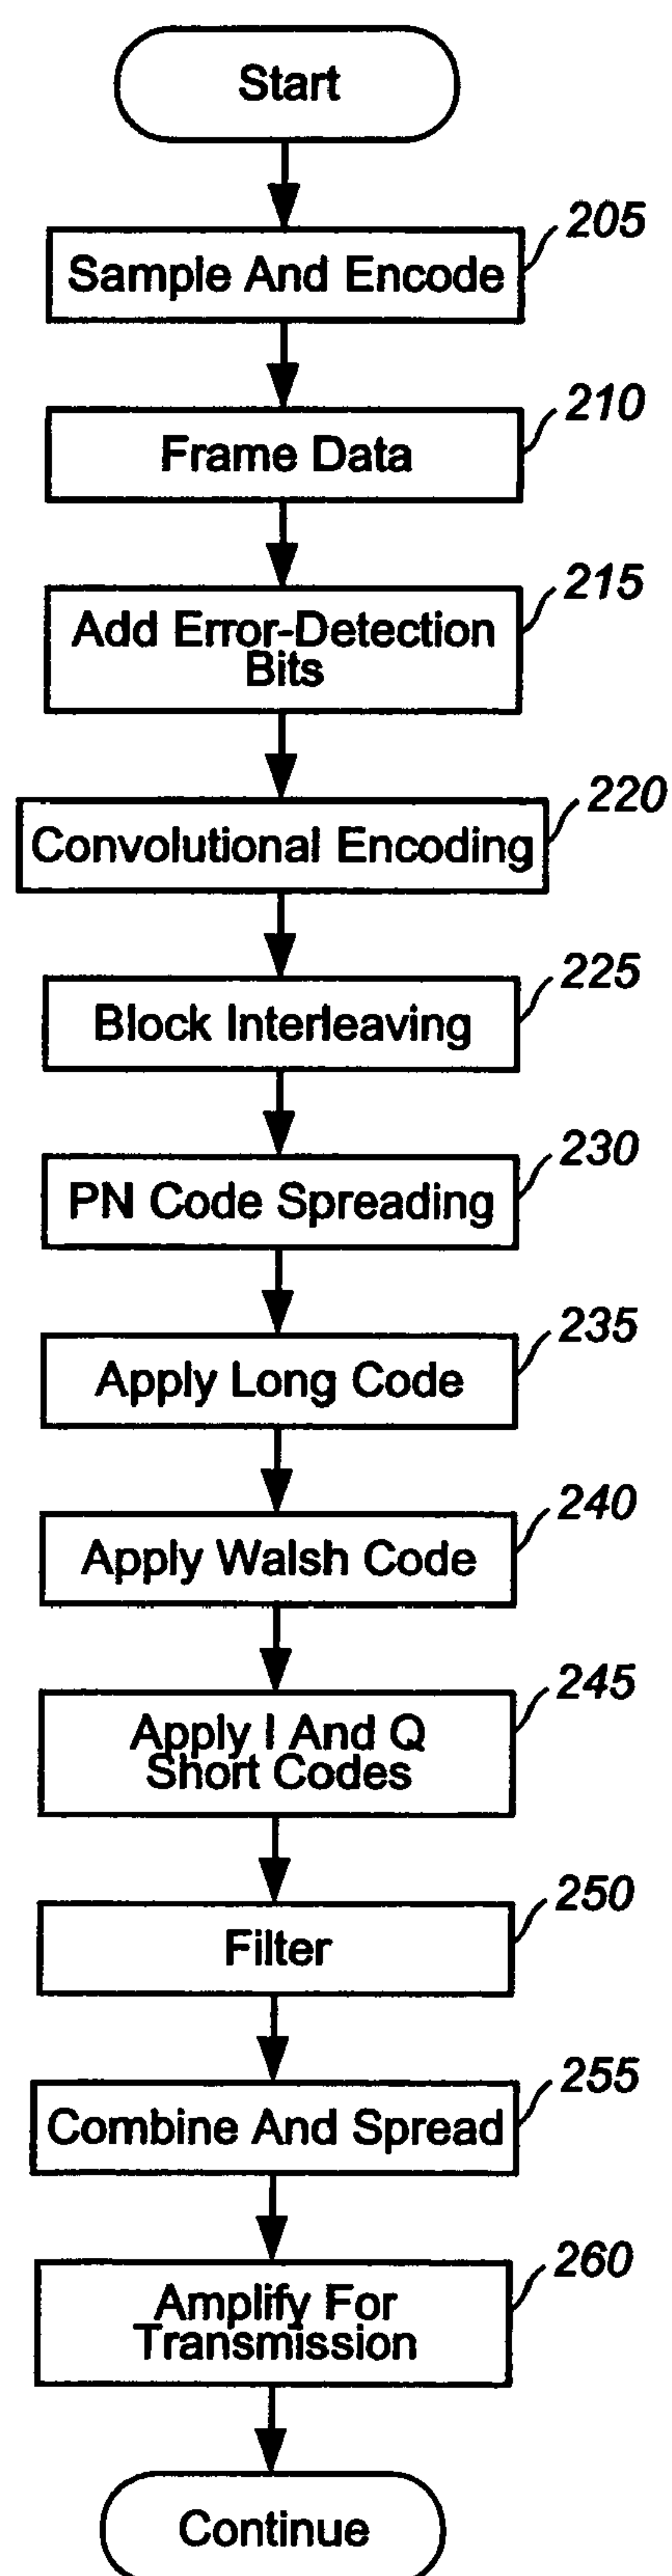 Start
205
Sample And Encode
210
Frame Data
215
Add Error-Detection
Bits
220
Convolutional Encoding
225
Block Interleaving
230
PN Code Spreading
235
Apply Long Code
240
Apply Walsh Code
245
Apply I And Q
Short Codes
250
Filter
255
Combine And Spread
260
Amplify For
Transmission
Continue